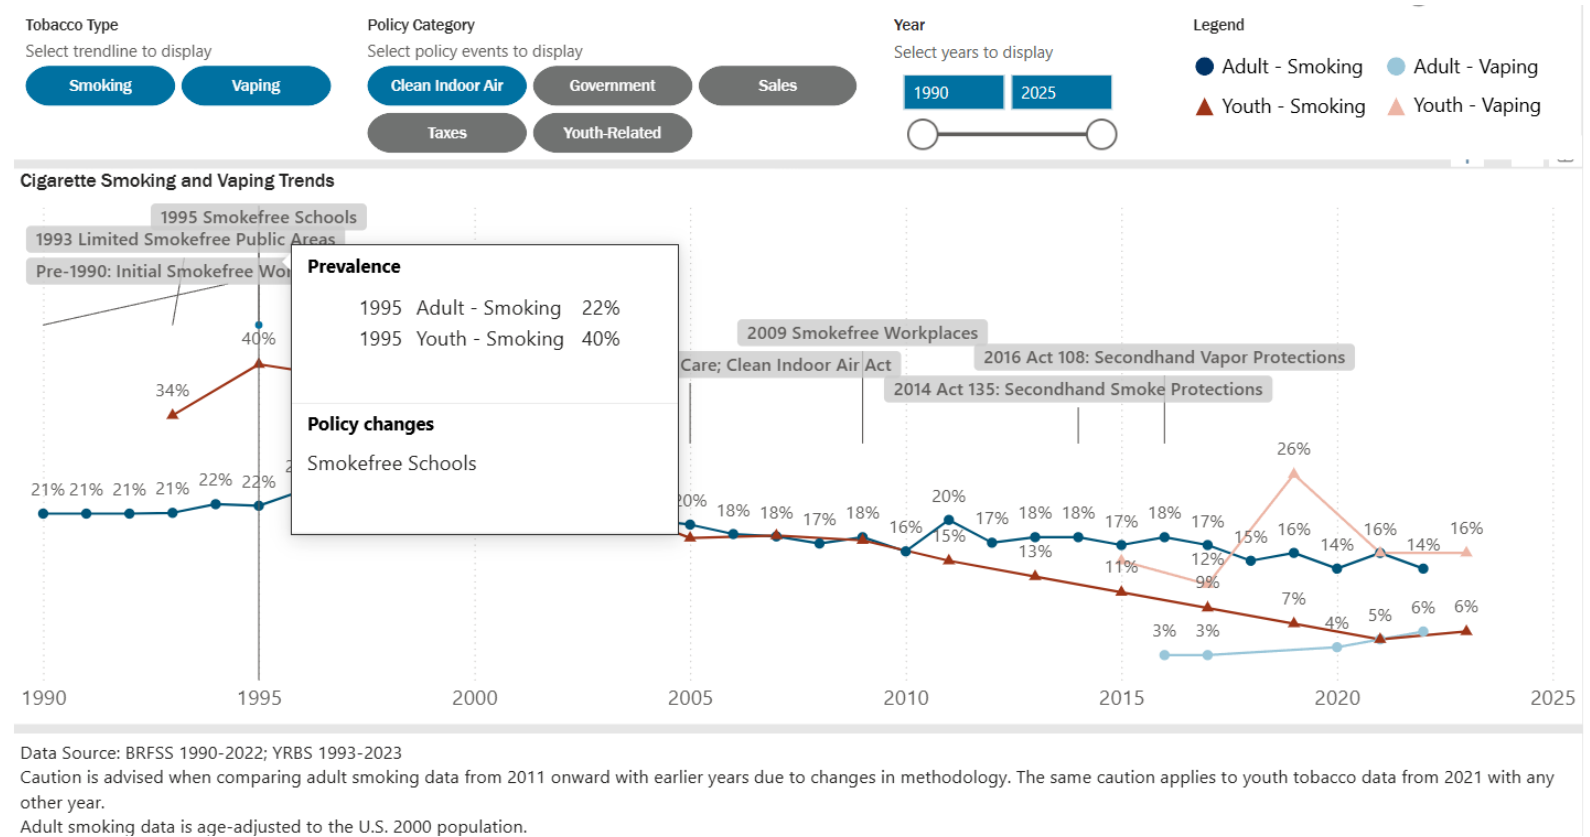 Tobacco Type
Select trendline to display
Smoking
Vaping
Policy Category
Select policy events to display
Clean Indoor Air
Government
Sales
Taxes
Youth-Related
Year
Select years to display
1990
2025
Legend
Adult - Smoking
Adult - Vaping
Youth - Smoking
Youth - Vaping
Cigarette Smoking and Vaping Trends
1995 Smokefree Schools
1993 Limited Smokefree Public Areas
Pre-1990: Initial Smokefree
Prevalence
1995 Adult - Smoking 22%
1995 Youth - Smoking 40%
Policy changes
Smokefree Schools
2009 Smokefree Workplaces
Care; Clean Indoor Air Act
2016 Act 108: Secondhand Vapor Protections
2014 Act 135: Secondhand Smoke Protections
40%
34%
21% 21% 21% 21% 22% 22%
20% 18% 18% 17% 18% 16% 20% 17% 18% 18% 17% 18% 17% 15% 16% 14% 16% 14%
15% 13% 11% 9% 7% 5% 6%
12% 26% 16%
3% 3% 4% 6%
1990 1995 2000 2005 2010 2015 2020 2025
Data Source: BRFSS 1990-2022; YRBS 1993-2023
Caution is advised when comparing adult smoking data from 2011 onward with earlier years due to changes in methodology. The same caution applies to youth tobacco data from 2021 with any
other year.
Adult smoking data is age-adjusted to the U.S. 2000 population.